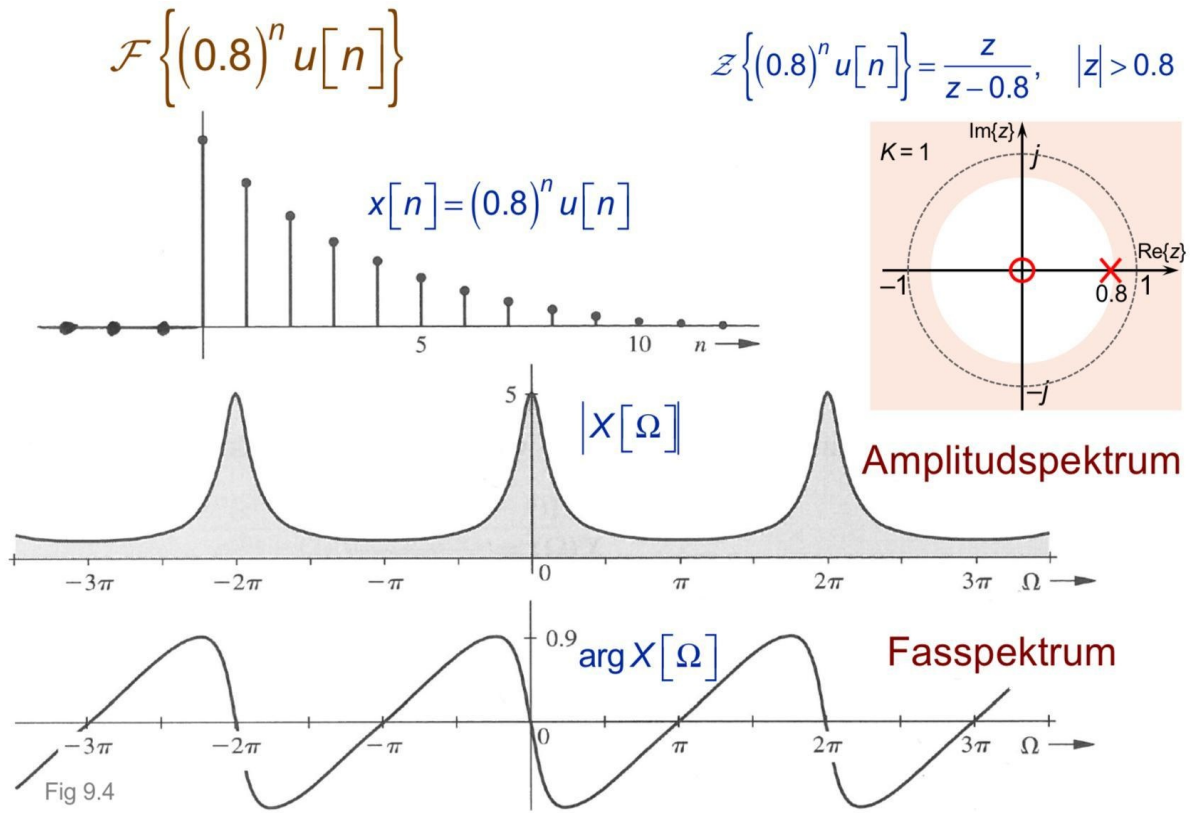 ℱ{(0.8)ⁿ u[n]}
𝒵{(0.8)ⁿ u[n]} = z/(z−0.8), |z| > 0.8
x[n] = (0.8)ⁿ u[n]
5 10 n
K = 1
Im{z}
j
Re{z}
−1 0.8 1
−j
5
|X[Ω]|
Amplitudspektrum
−3π −2π −π 0 π 2π 3π Ω
0.9
arg X[Ω]
Fasspektrum
−3π −2π −π 0 π 2π 3π Ω
Fig 9.4